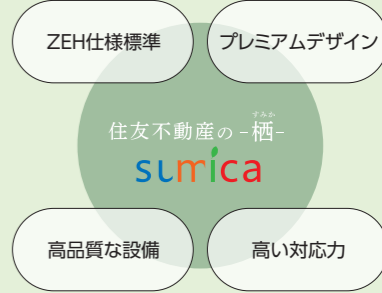 ZEH仕様標準
プレミアムデザイン
すみか
住友不動産の-栖-
sumica
高品質な設備
高い対応力